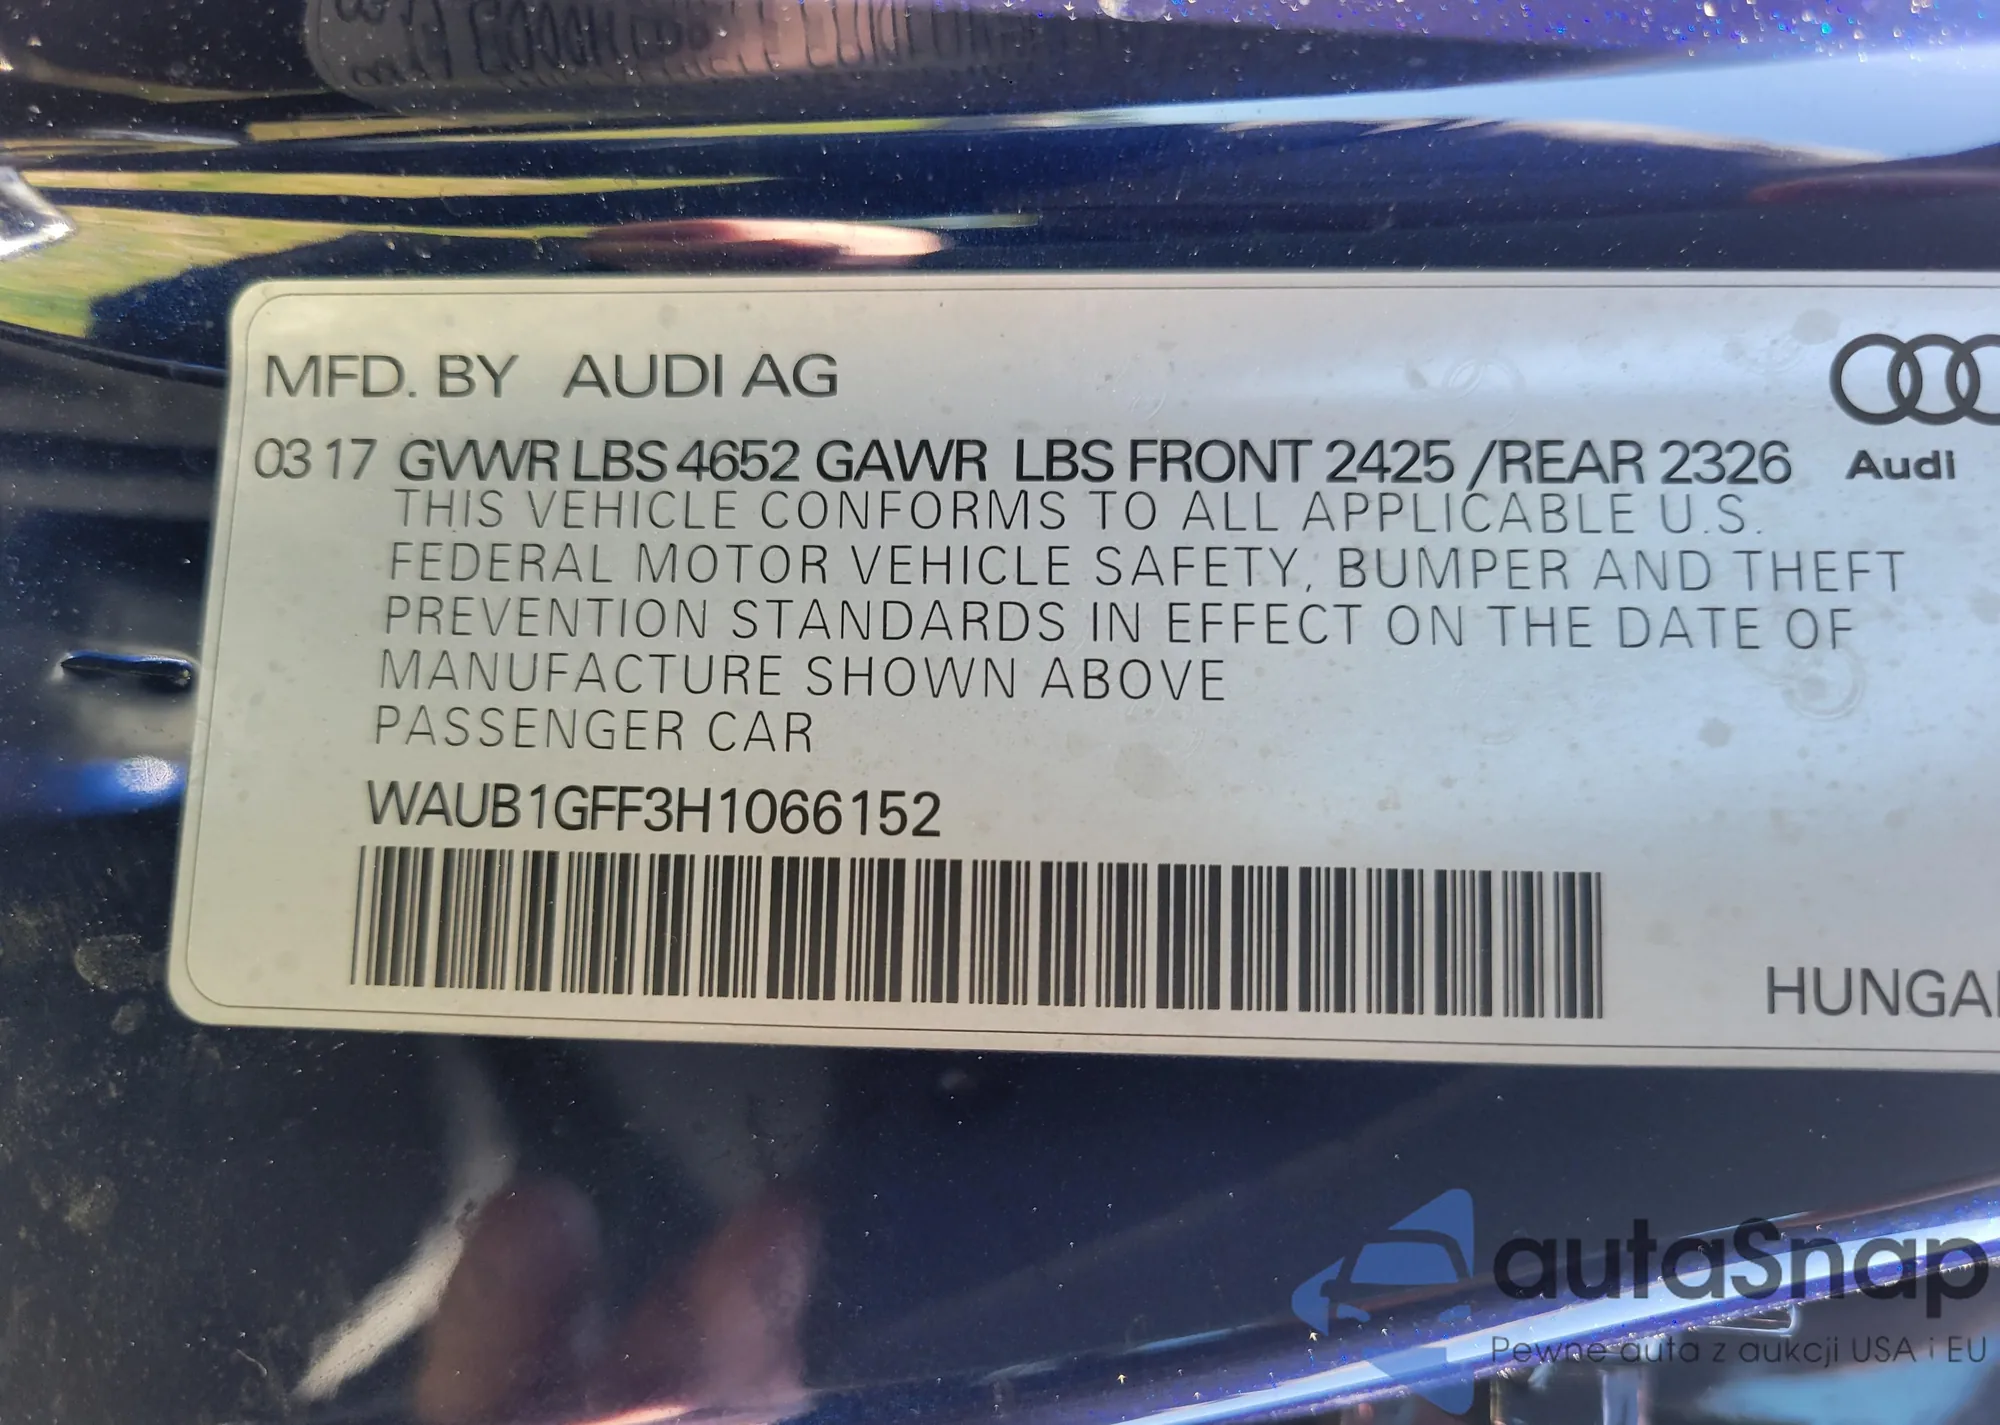 MFD. BY AUDI AG
03 17 GVWR LBS 4652 GAWR LBS FRONT 2425 /REAR 2326
Audi
THIS VEHICLE CONFORMS TO ALL APPLICABLE U.S.
FEDERAL MOTOR VEHICLE SAFETY, BUMPER AND THEFT
PREVENTION STANDARDS IN EFFECT ON THE DATE OF
MANUFACTURE SHOWN ABOVE
PASSENGER CAR
WAUB1GFF3H1066152
HUNGA
autaSnap
Pewne auta z aukcji USA i EU